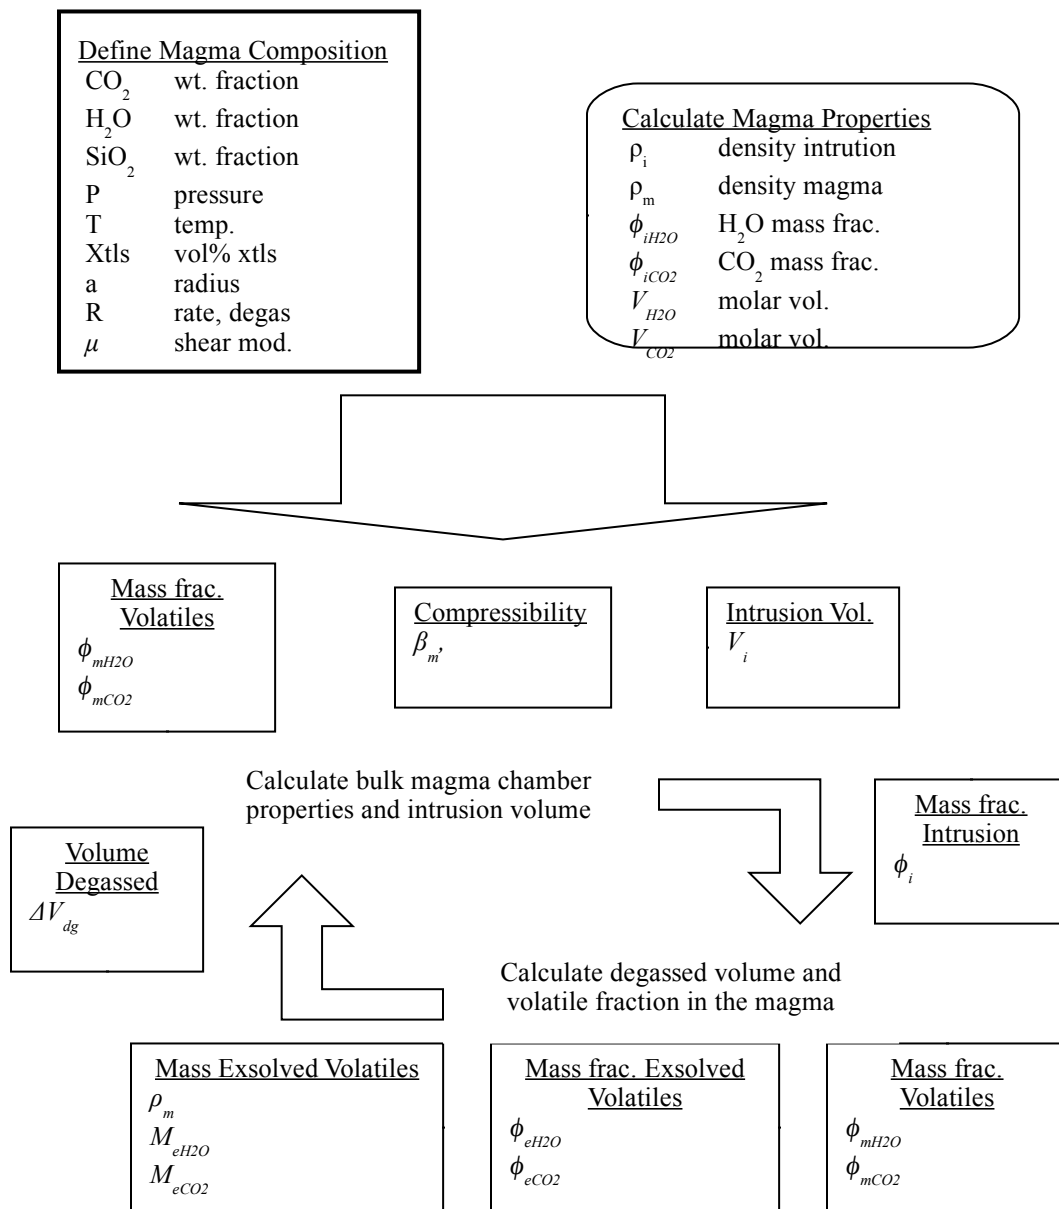 Define Magma Composition
CO2 wt. fraction
H2O wt. fraction
SiO2 wt. fraction
P pressure
T temp.
Xtls vol% xtls
a radius
R rate, degas
μ shear mod.
Calculate Magma Properties
ρi density intrution
ρm density magma
ϕiH2O H2O mass frac.
ϕiCO2 CO2 mass frac.
VH2O molar vol.
VCO2 molar vol.
Mass frac.
Volatiles
ϕmH2O
ϕmCO2
Compressibility
βm,
Intrusion Vol.
Vi
Calculate bulk magma chamber
properties and intrusion volume
Mass frac.
Intrusion
ϕi
Volume
Degassed
ΔVdg
Calculate degassed volume and
volatile fraction in the magma
Mass Exsolved Volatiles
ρm
MeH2O
MeCO2
Mass frac. Exsolved
Volatiles
ϕeH2O
ϕeCO2
Mass frac.
Volatiles
ϕmH2O
ϕmCO2